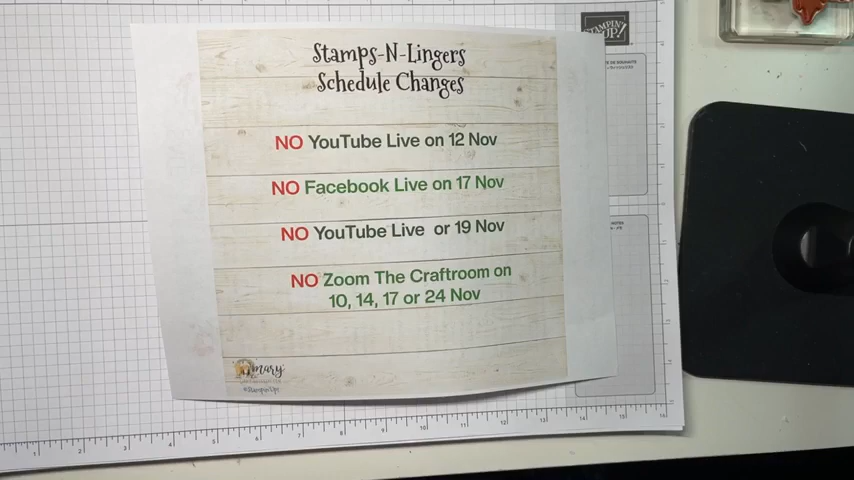 Stamps-N-Lingers
Schedule Changes
NO YouTube Live on 12 Nov
NO Facebook Live on 17 Nov
NO YouTube Live or 19 Nov
NO Zoom The Craftroom on
10, 14, 17 or 24 Nov
mary
STAMPIN'
UP!